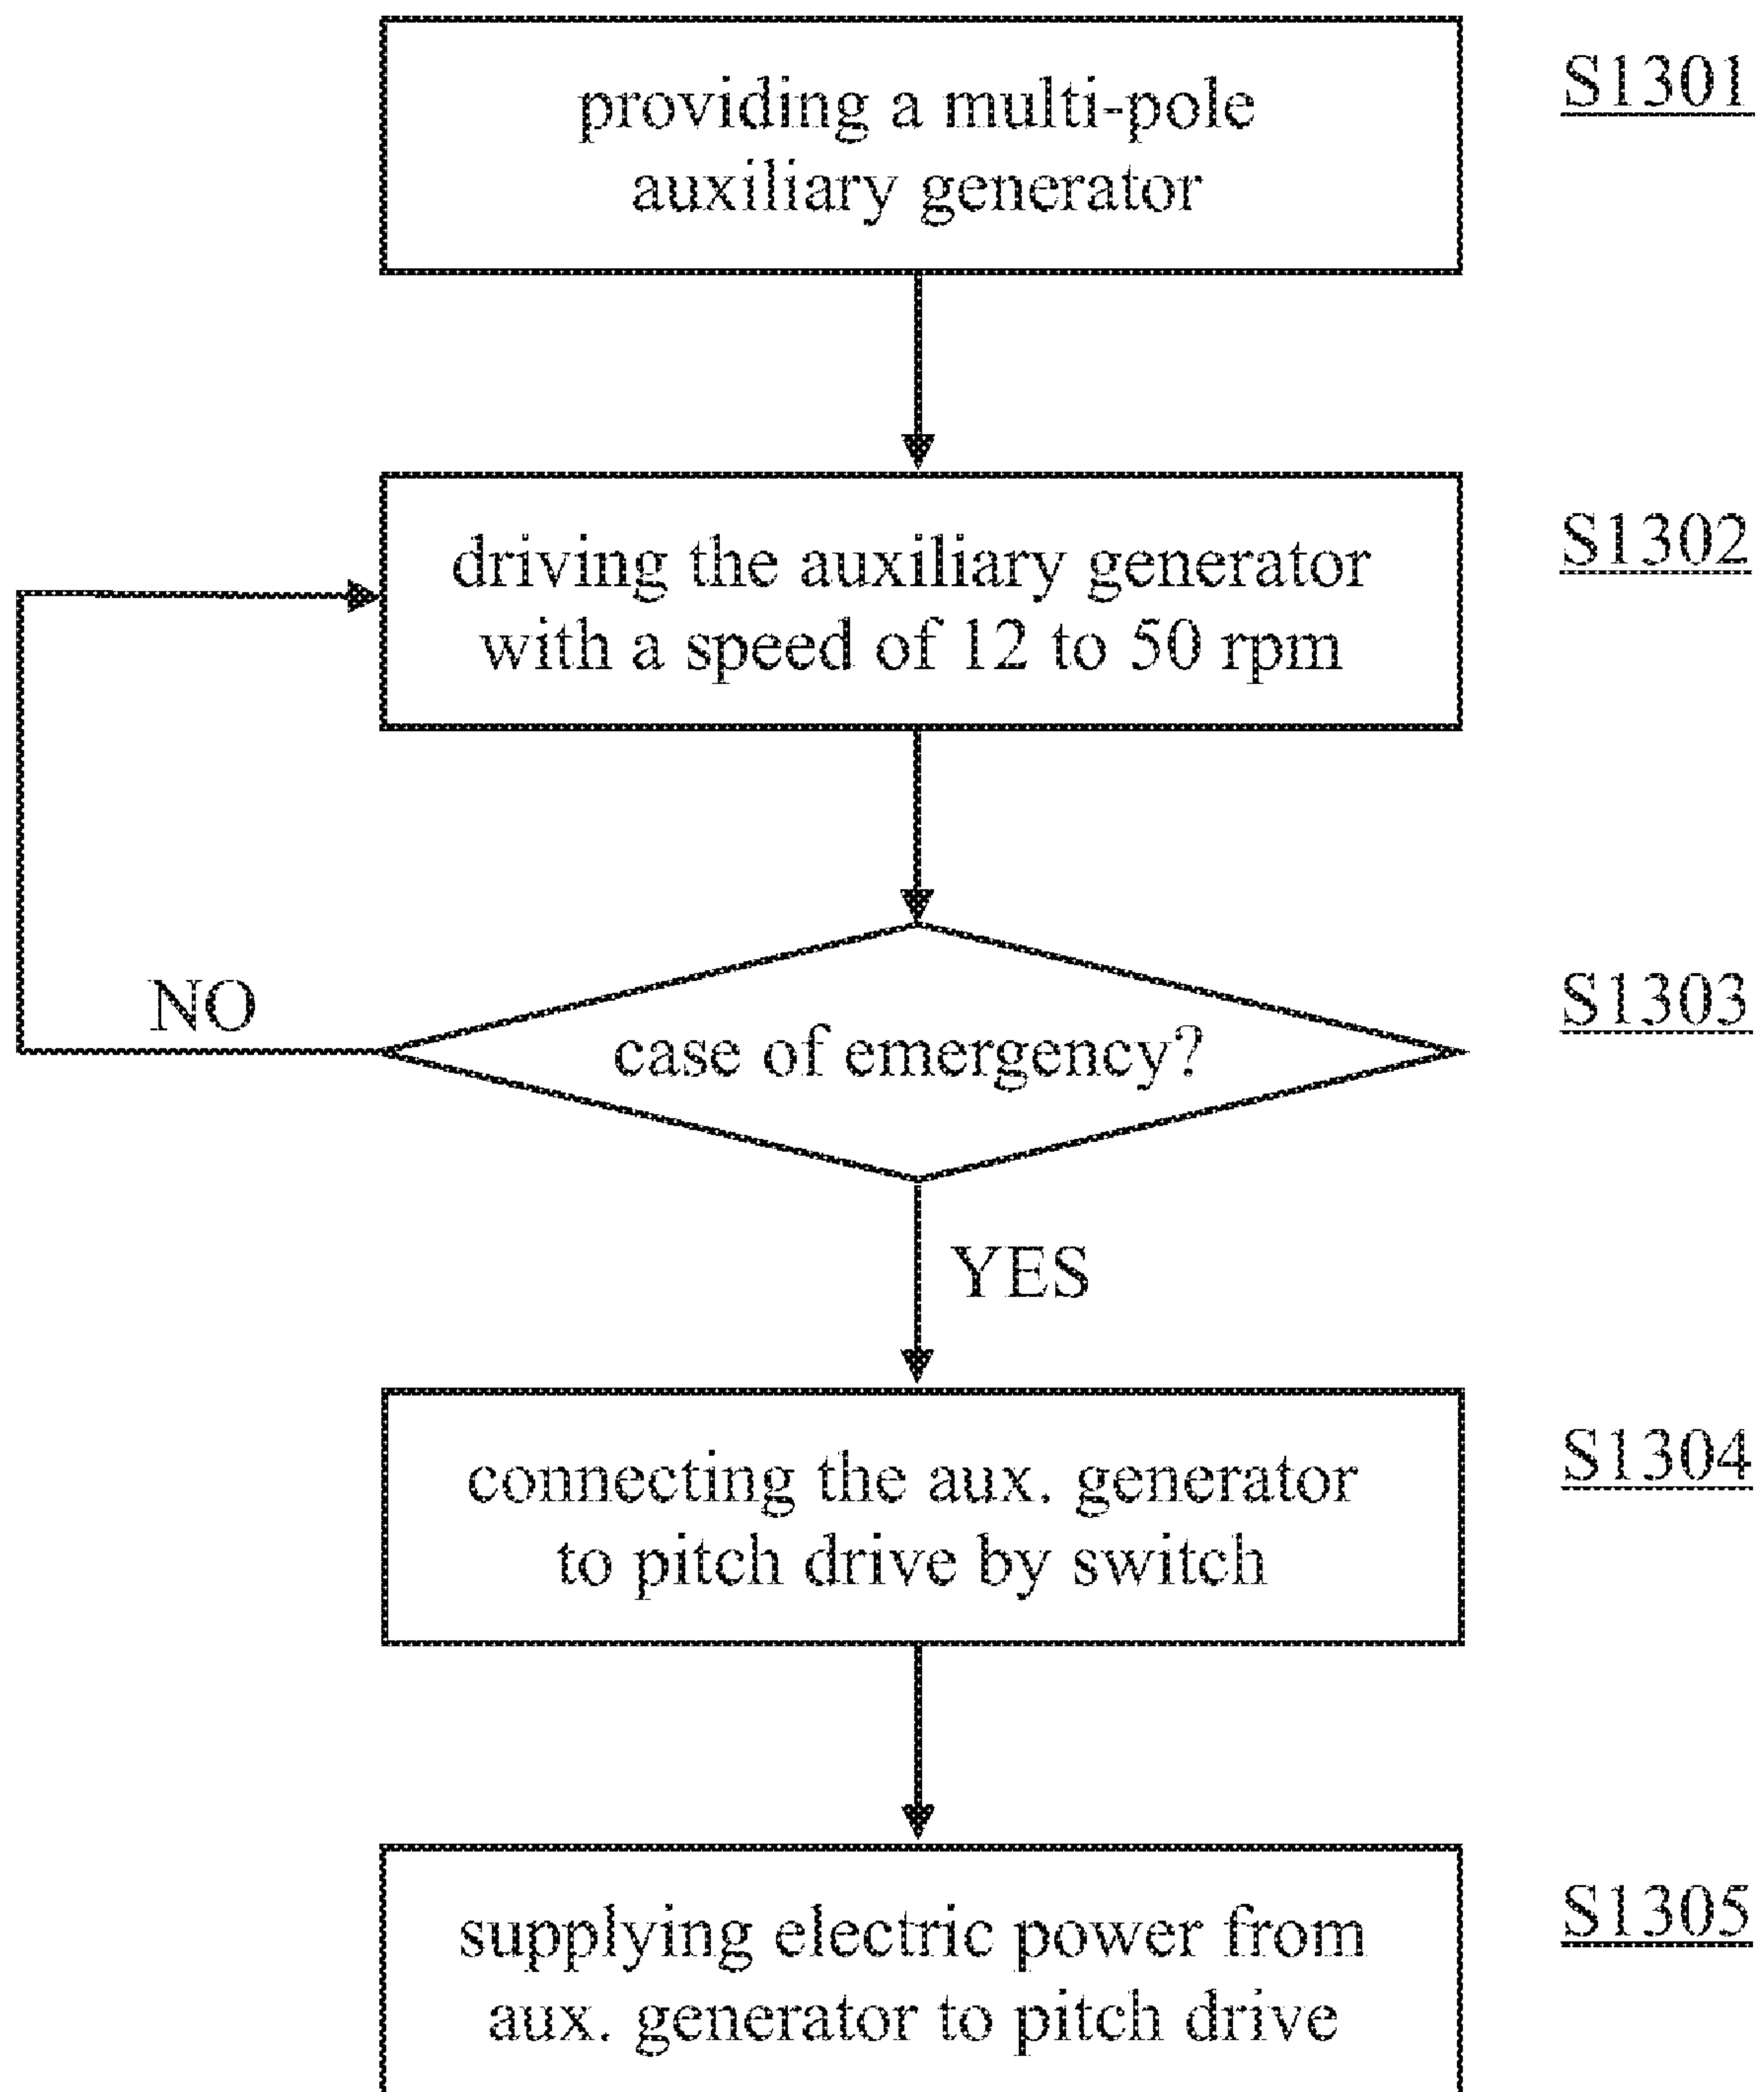 providing a multi-pole
auxiliary generator
S1301
driving the auxiliary generator
with a speed of 12 to 50 rpm
S1302
case of emergency?
S1303
NO
YES
connecting the aux. generator
to pitch drive by switch
S1304
supplying electric power from
aux. generator to pitch drive
S1305